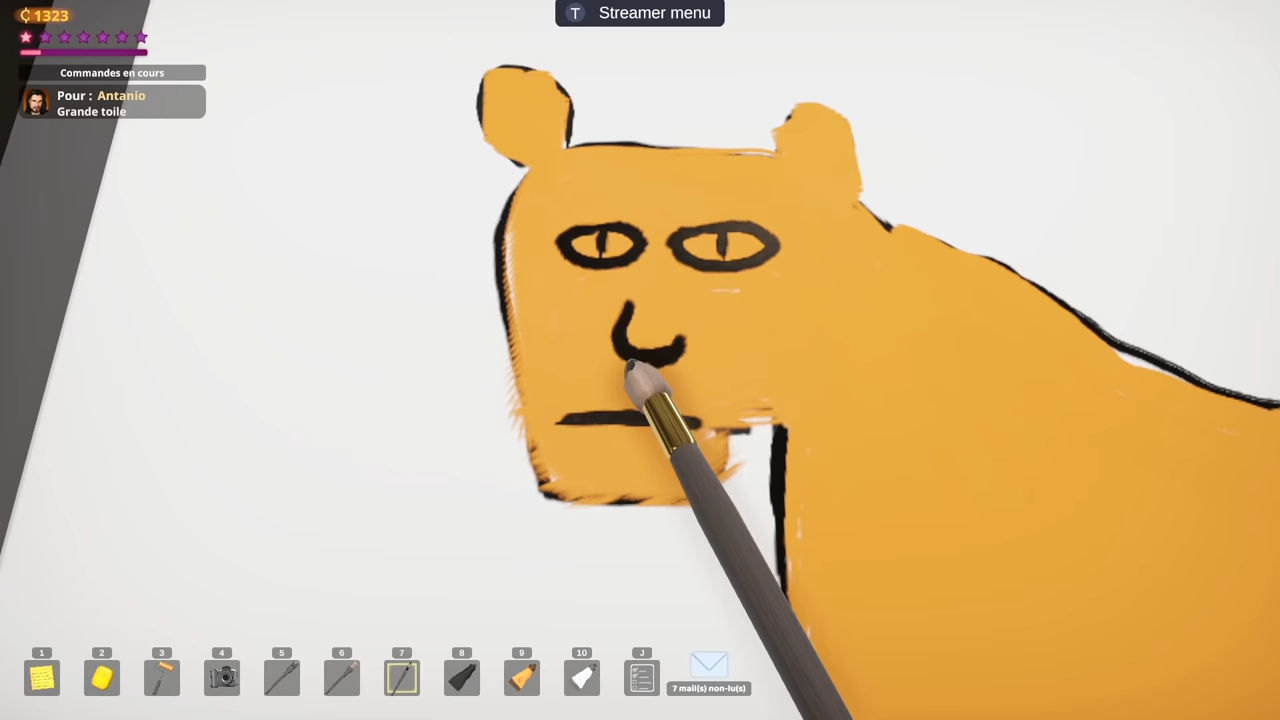 1323
T Streamer menu
Commandes en cours
Pour : Antanio
Grande toile
1 2 3 4 5 6 7 8 9 10 J
7 mail(s) non-lu(s)